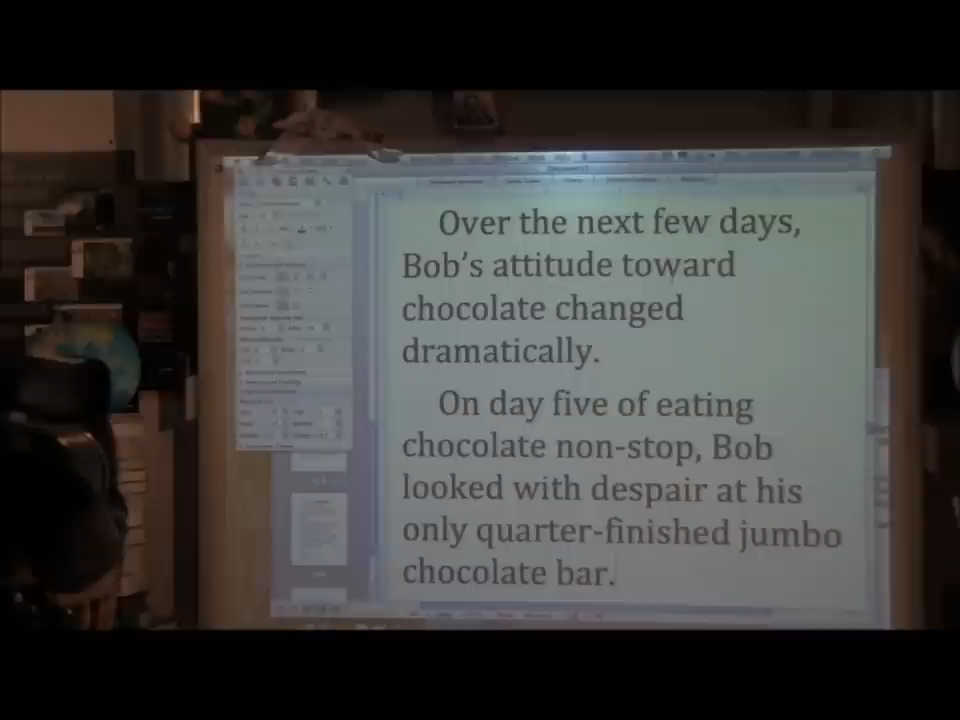 Over the next few days,
Bob's attitude toward
chocolate changed
dramatically.
On day five of eating
chocolate non-stop, Bob
looked with despair at his
only quarter-finished jumbo
chocolate bar.